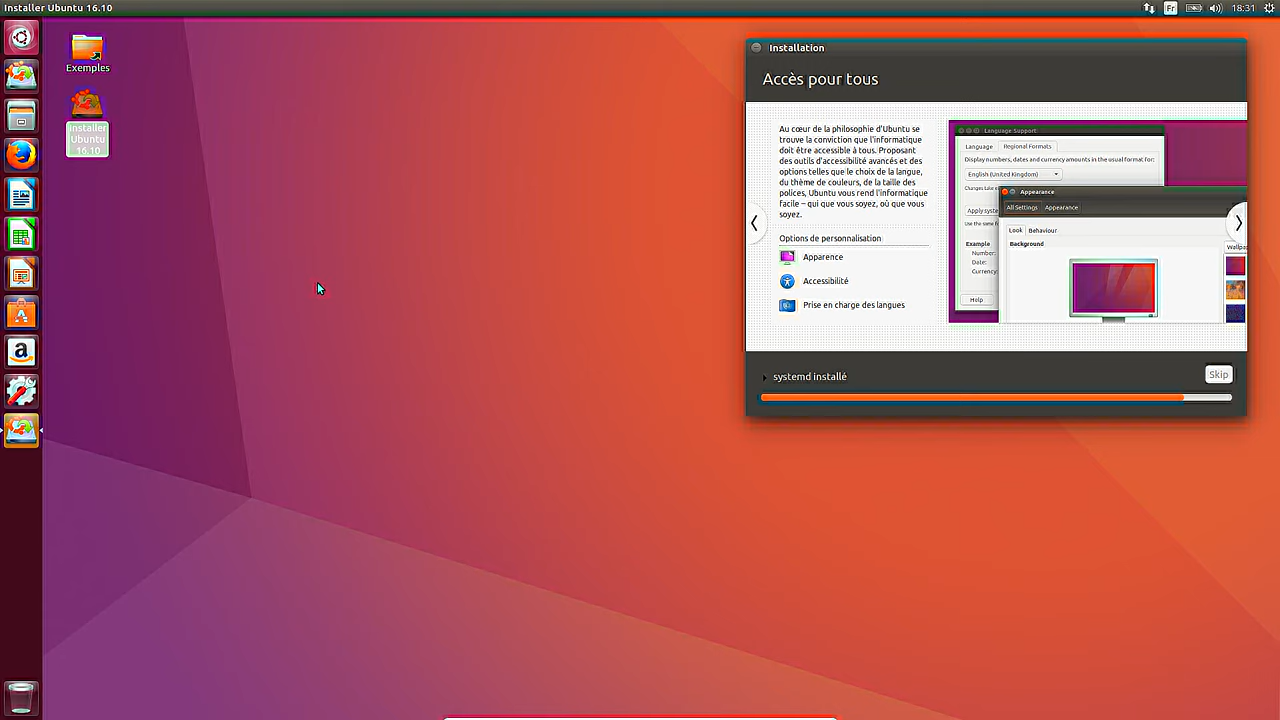 Installer Ubuntu 16.10
Fr
18:31
Exemples
Installer
Ubuntu
16.10
Installation
Accès pour tous
Au cœur de la philosophie d'Ubuntu se
trouve la conviction que l'informatique
doit être accessible à tous. Proposant
des outils d'accessibilité avancés et des
options telles que le choix de la langue,
du thème de couleurs, de la taille des
polices, Ubuntu vous rend l'informatique
facile – qui que vous soyez, où que vous
soyez.
Options de personnalisation
Apparence
Accessibilité
Prise en charge des langues
Language Support
Language Regional Formats
Display numbers, dates and currency amounts in the usual format for:
English (United Kingdom)
Changes take
Apply syste
Use the same
Example
Number:
Date:
Currency:
Help
Appearance
All Settings Appearance
Look Behaviour
Background
Wallpap
systemd installé
Skip